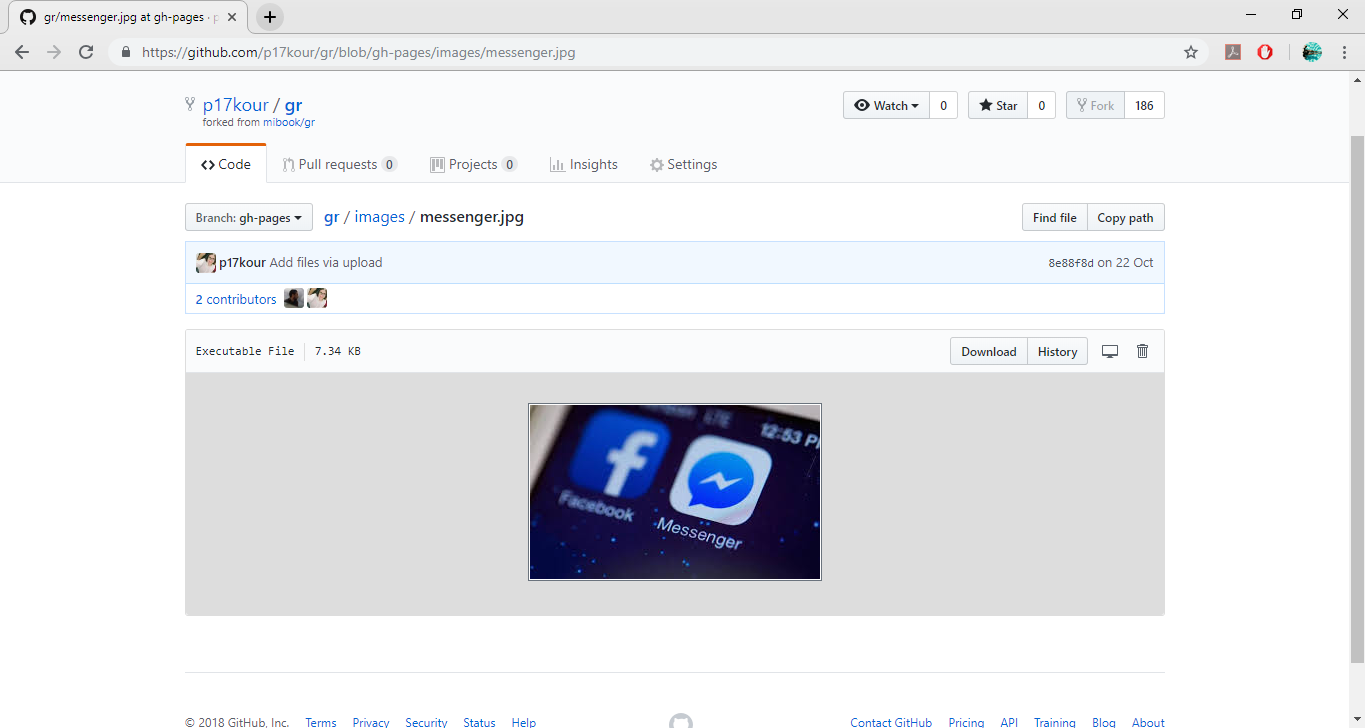 gr/messenger.jpg at gh-pages · p
https://github.com/p17kour/gr/blob/gh-pages/images/messenger.jpg
p17kour / gr
forked from mibook/gr
Watch 0 Star 0 Fork 186
Code Pull requests 0 Projects 0 Insights Settings
Branch: gh-pages gr / images / messenger.jpg Find file Copy path
p17kour Add files via upload 8e88f8d on 22 Oct
2 contributors
Executable File 7.34 KB Download History
LTE 12:53 P
Facebook
Messenger
© 2018 GitHub, Inc. Terms Privacy Security Status Help Contact GitHub Pricing API Training Blog About